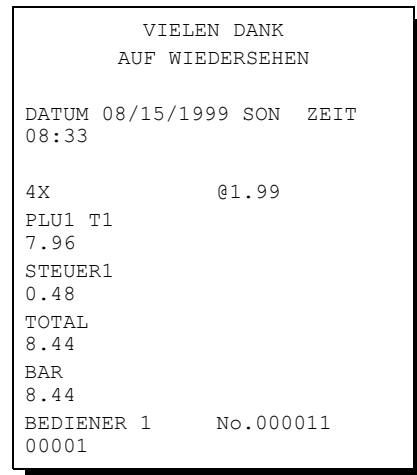 VIELEN DANK
AUF WIEDERSEHEN
DATUM 08/15/1999 SON ZEIT
08:33
4X @1.99
PLU1 T1
7.96
STEUER1
0.48
TOTAL
8.44
BAR
8.44
BEDIENER 1 No.000011
00001